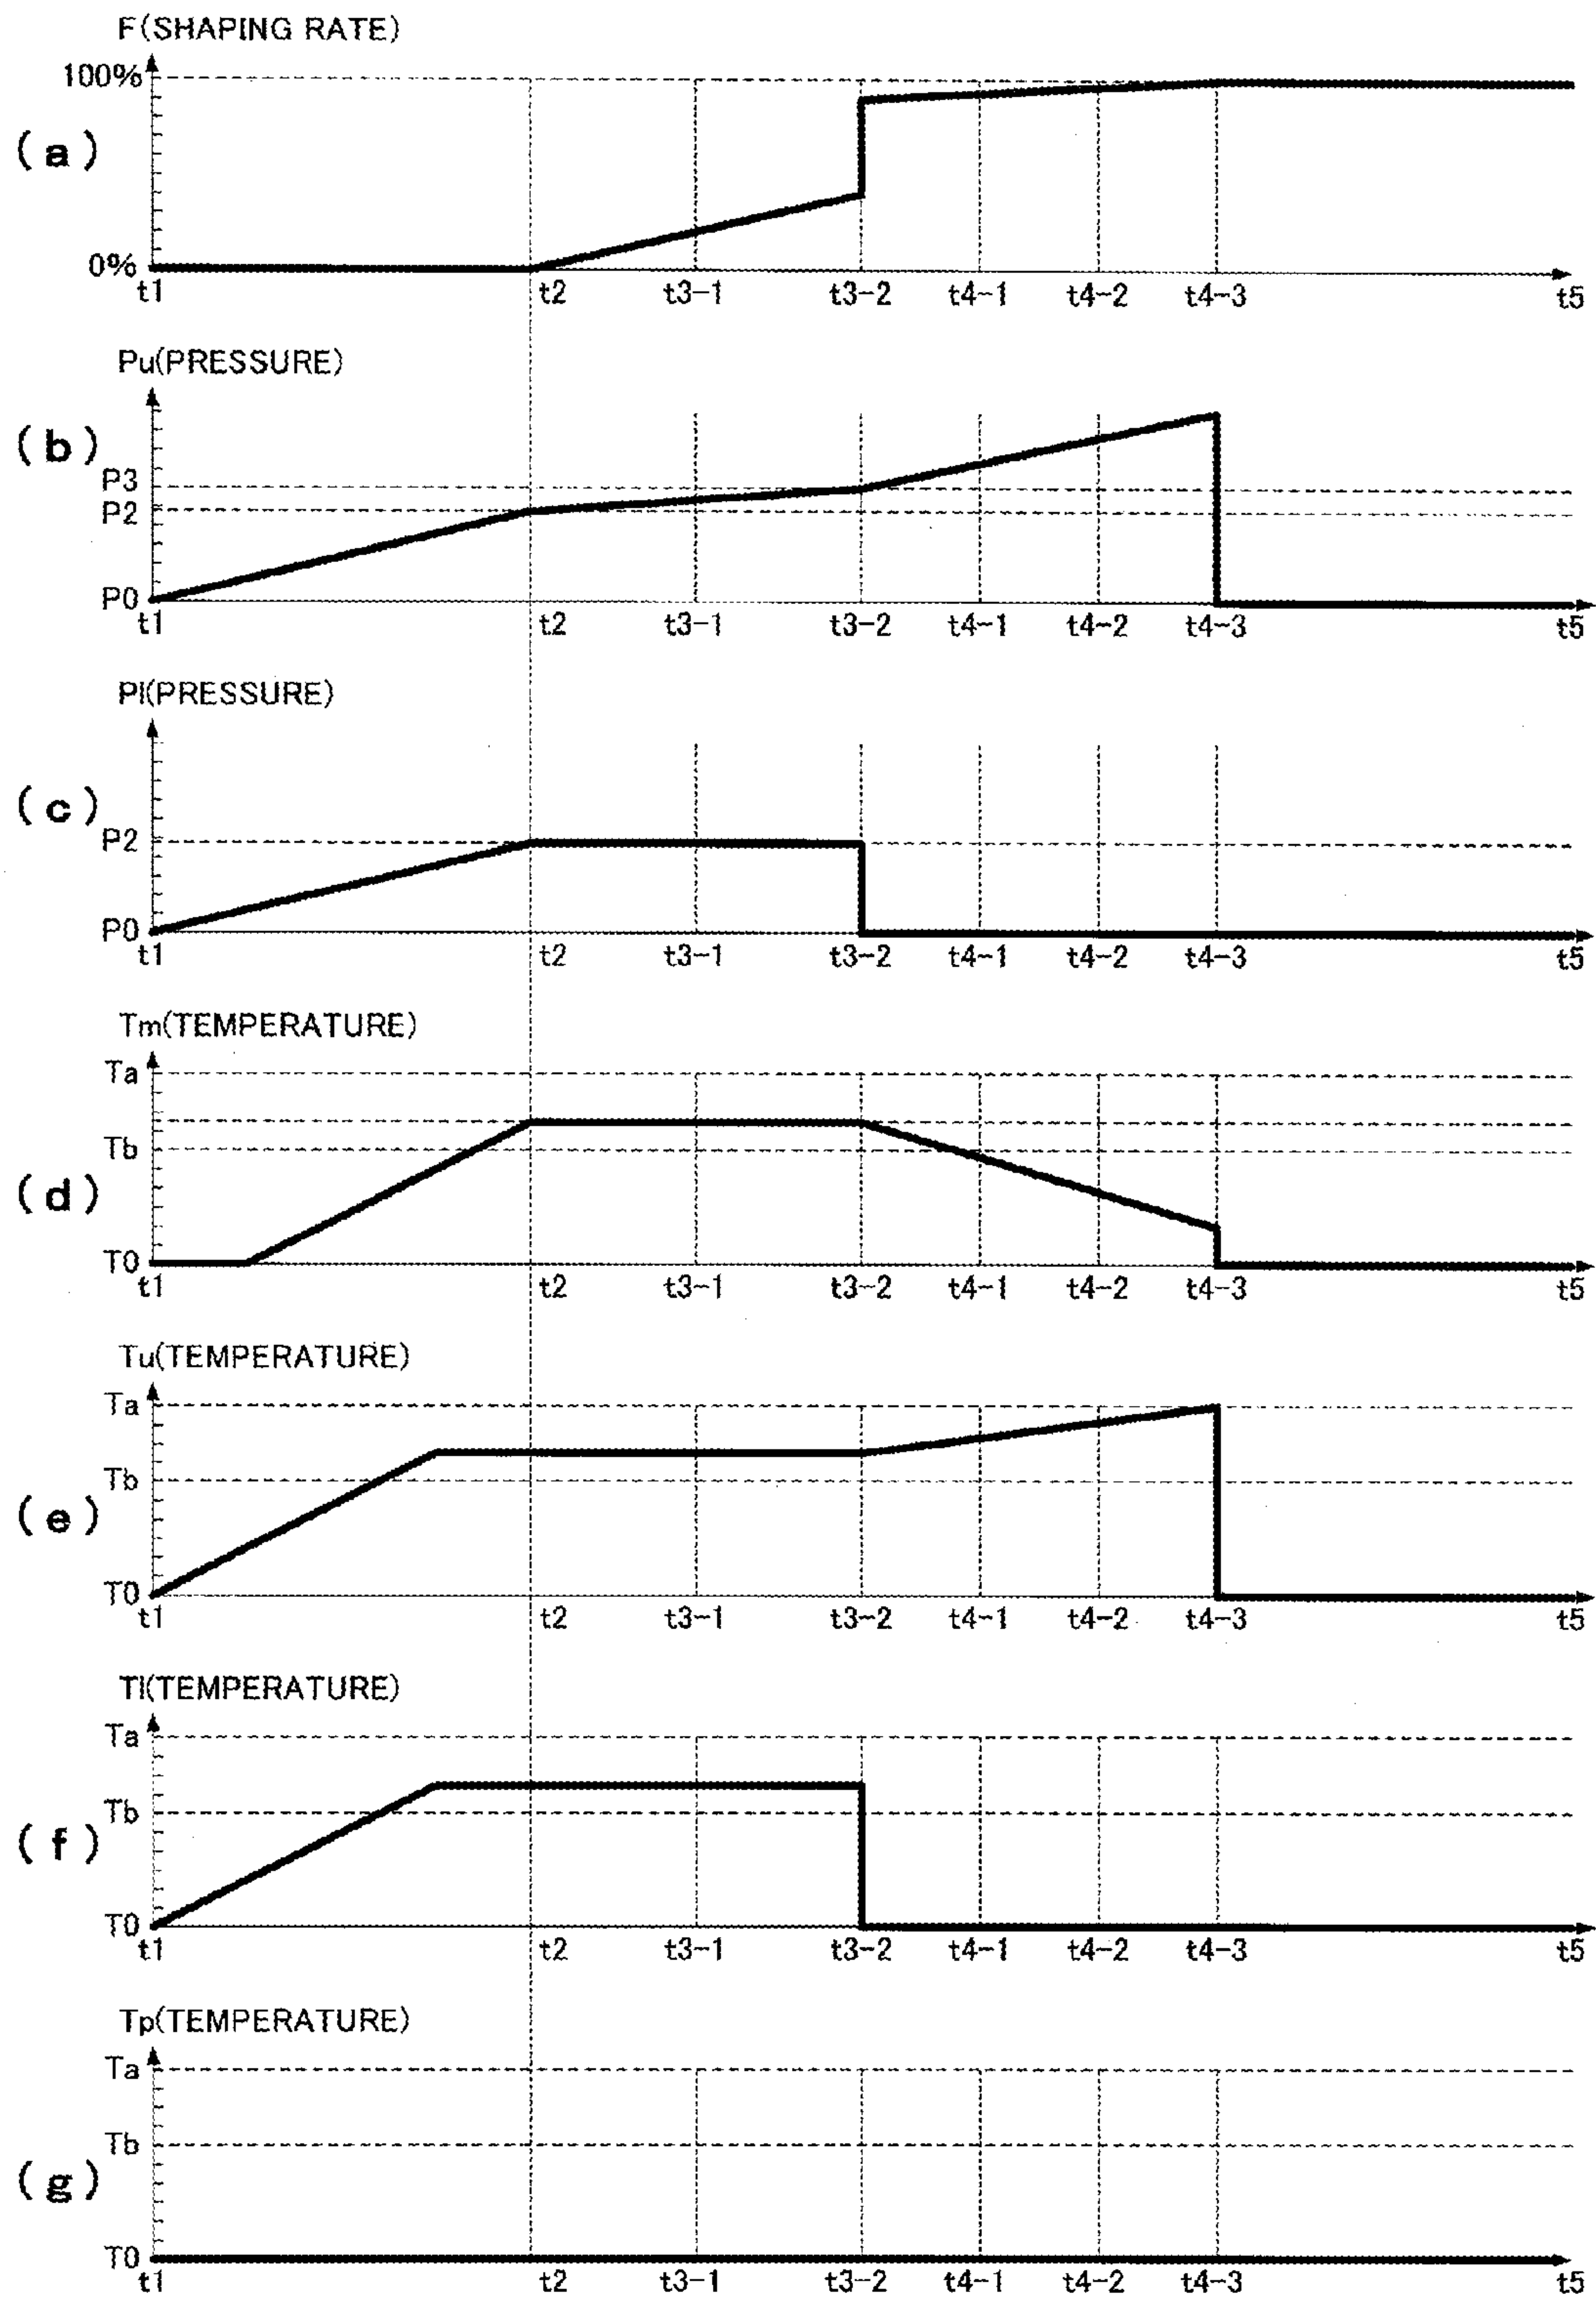 F(SHAPING RATE)
100%
(a)
0%
t1 t2 t3-1 t3-2 t4-1 t4-2 t4-3 t5
Pu(PRESSURE)
(b)
P3
P2
P0
t1 t2 t3-1 t3-2 t4-1 t4-2 t4-3 t5
Pl(PRESSURE)
(c)
P2
P0
t1 t2 t3-1 t3-2 t4-1 t4-2 t4-3 t5
Tm(TEMPERATURE)
Ta
Tb
(d)
T0
t1 t2 t3-1 t3-2 t4-1 t4-2 t4-3 t5
Tu(TEMPERATURE)
Ta
Tb
(e)
T0
t1 t2 t3-1 t3-2 t4-1 t4-2 t4-3 t5
Tl(TEMPERATURE)
Ta
Tb
(f)
T0
t1 t2 t3-1 t3-2 t4-1 t4-2 t4-3 t5
Tp(TEMPERATURE)
Ta
Tb
(g)
T0
t1 t2 t3-1 t3-2 t4-1 t4-2 t4-3 t5